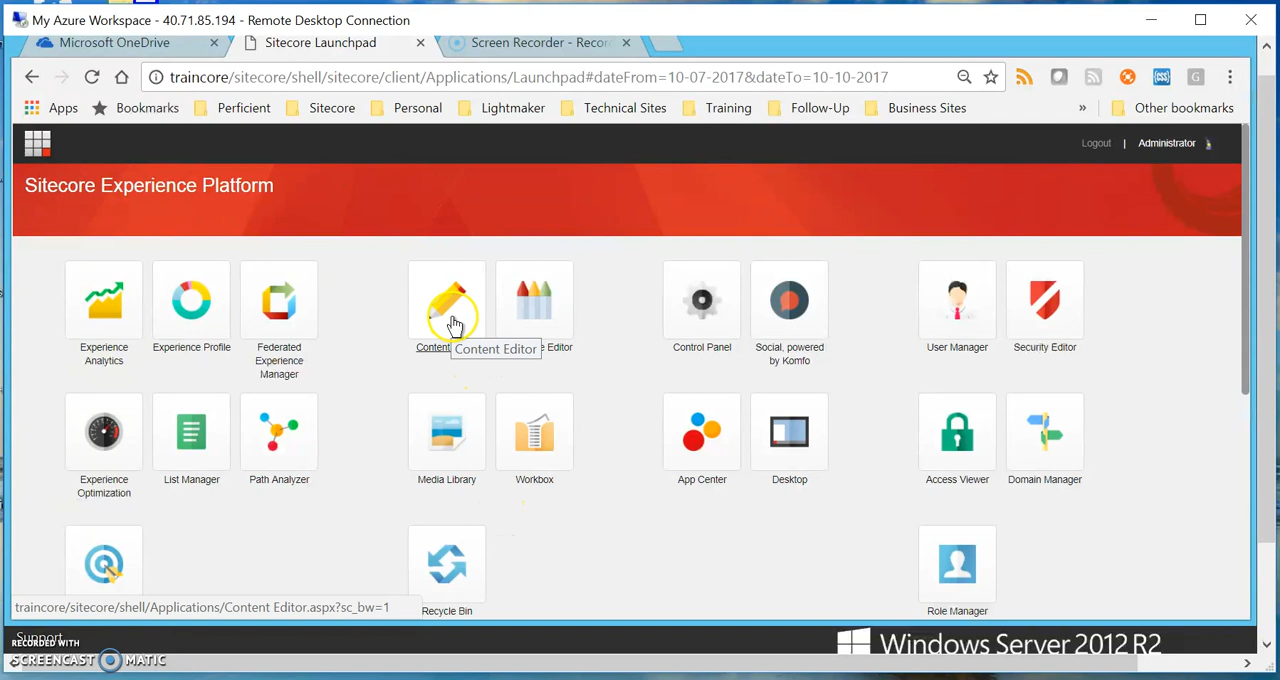 My Azure Workspace - 40.71.85.194 - Remote Desktop Connection
Microsoft OneDrive
Sitecore Launchpad
Screen Recorder - Recor
traincore/sitecore/shell/sitecore/client/Applications/Launchpad#dateFrom=10-07-2017&dateTo=10-10-2017
Apps
Bookmarks
Perficient
Sitecore
Personal
Lightmaker
Technical Sites
Training
Follow-Up
Business Sites
»
Other bookmarks
Logout | Administrator
Sitecore Experience Platform
Experience
Analytics
Experience Profile
Federated
Experience
Manager
Content
Content Editor
e Editor
Control Panel
Social, powered
by Komfo
User Manager
Security Editor
Experience
Optimization
List Manager
Path Analyzer
Media Library
Workbox
App Center
Desktop
Access Viewer
Domain Manager
Recycle Bin
Role Manager
traincore/sitecore/shell/Applications/Content Editor.aspx?sc_bw=1
Support
RECORDED WITH
SCREENCAST MATIC
Windows Server 2012 R2